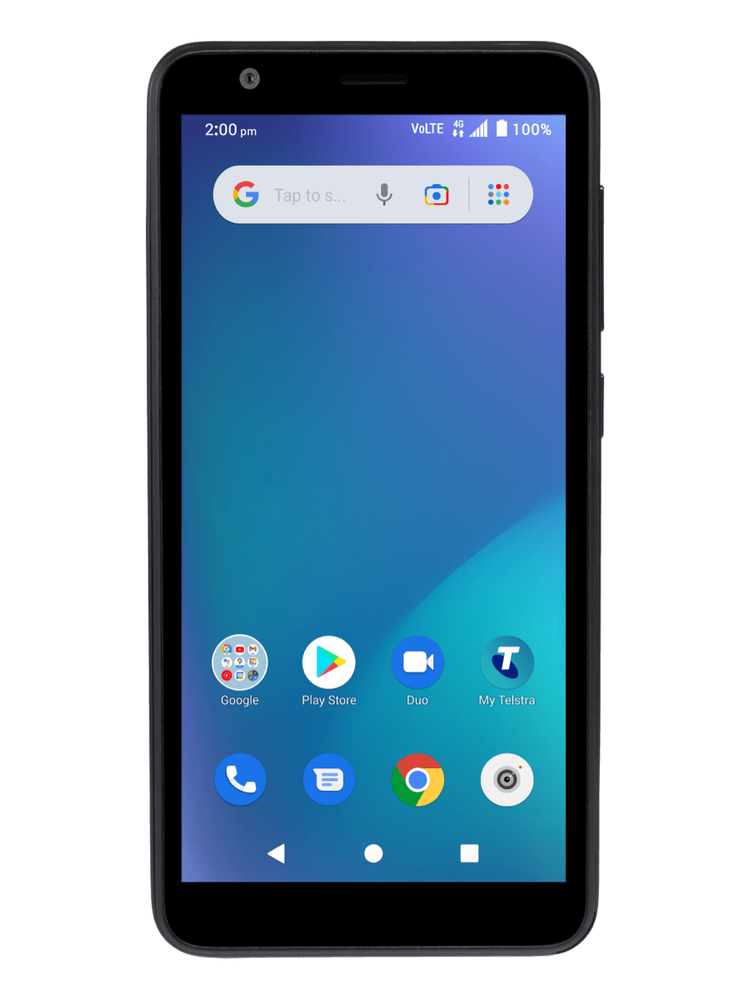 2:00 pm VoLTE 4G 100%
Tap to s...
Google Play Store Duo My Telstra